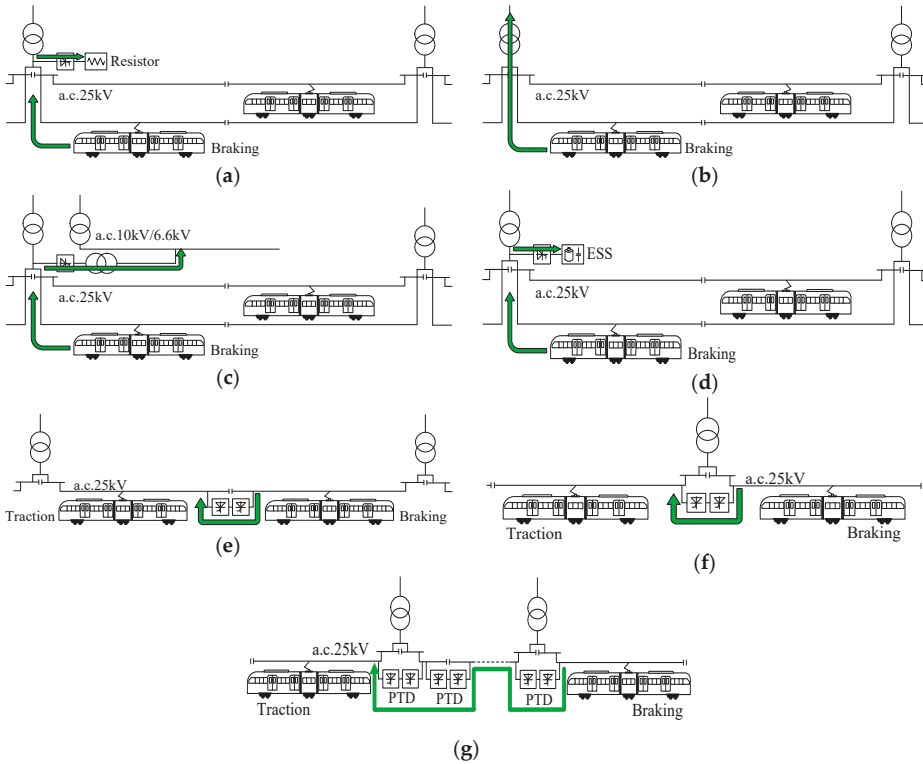 Resistor
a.c.25kV
Braking
(a)
a.c.25kV
Braking
(b)
a.c.10kV/6.6kV
a.c.25kV
Braking
(c)
ESS
a.c.25kV
Braking
(d)
a.c.25kV
Traction
Braking
(e)
a.c.25kV
Traction
Braking
(f)
a.c.25kV
PTD PTD PTD
Traction
Braking
(g)